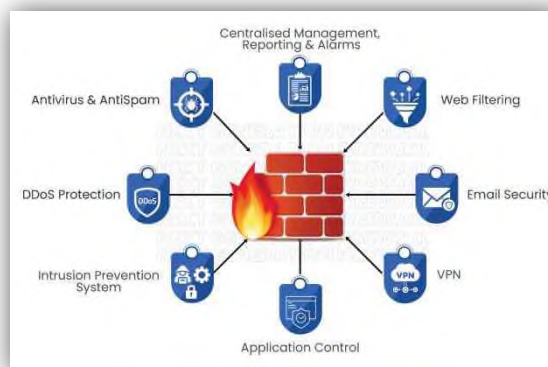 Centralised Management,
Reporting & Alarms
Antivirus & AntiSpam
Web Filtering
DDoS Protection
DDoS
Email Security
Intrusion Prevention
System
VPN
VPN
Application Control